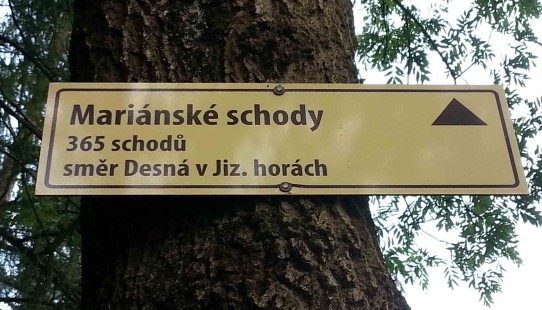 Mariánské schody
365 schodů
směr Desná v Jiz. horách